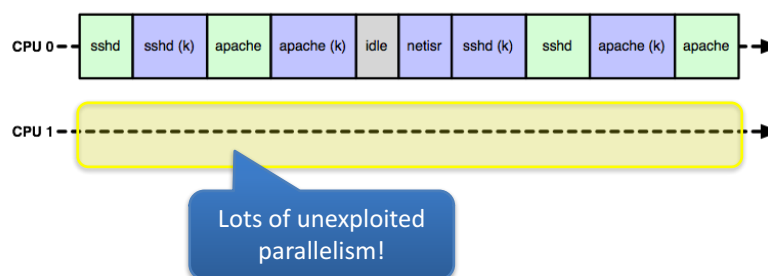 CPU 0 sshd sshd (k) apache apache (k) idle netisr sshd (k) sshd apache (k) apache
CPU 1
Lots of unexploited
parallelism!